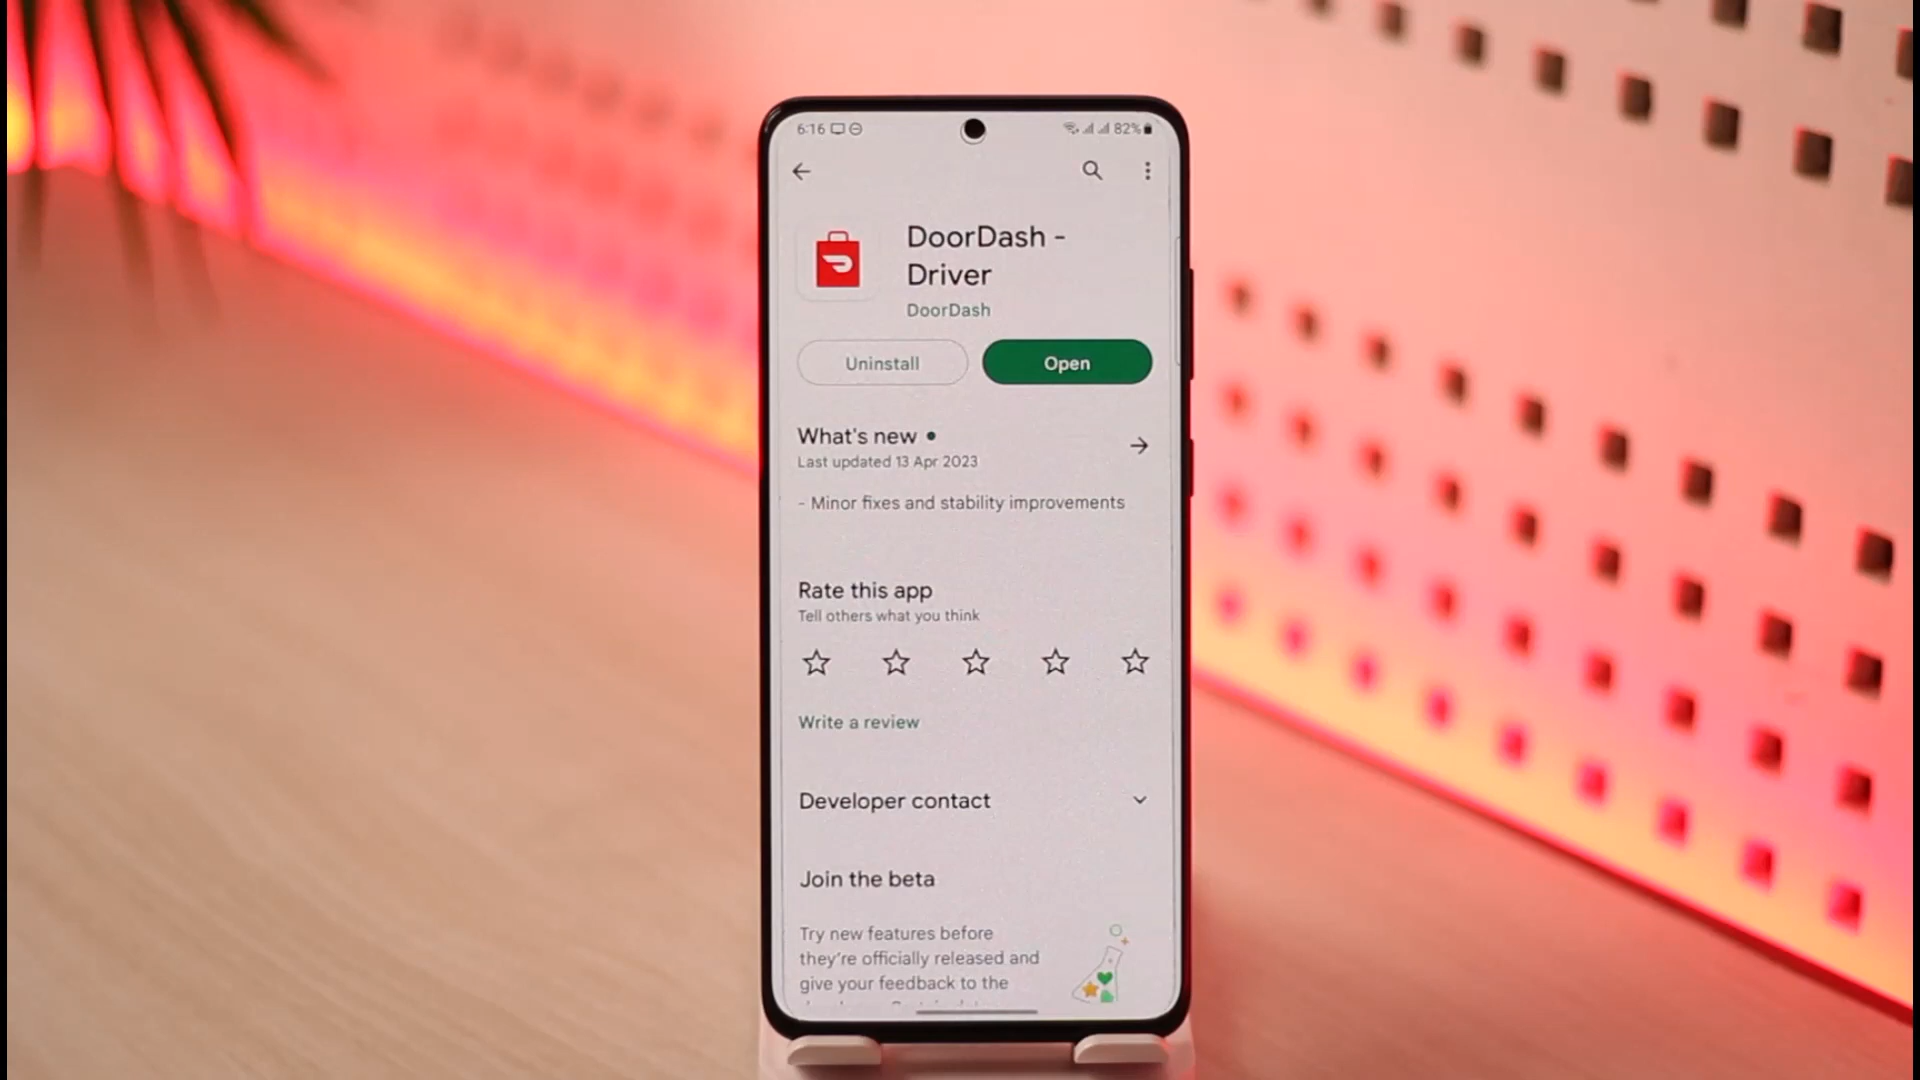 6:16
82%
DoorDash -
Driver
DoorDash
Uninstall
Open
What's new •
Last updated 13 Apr 2023
- Minor fixes and stability improvements
Rate this app
Tell others what you think
Write a review
Developer contact
Join the beta
Try new features before
they're officially released and
give your feedback to the